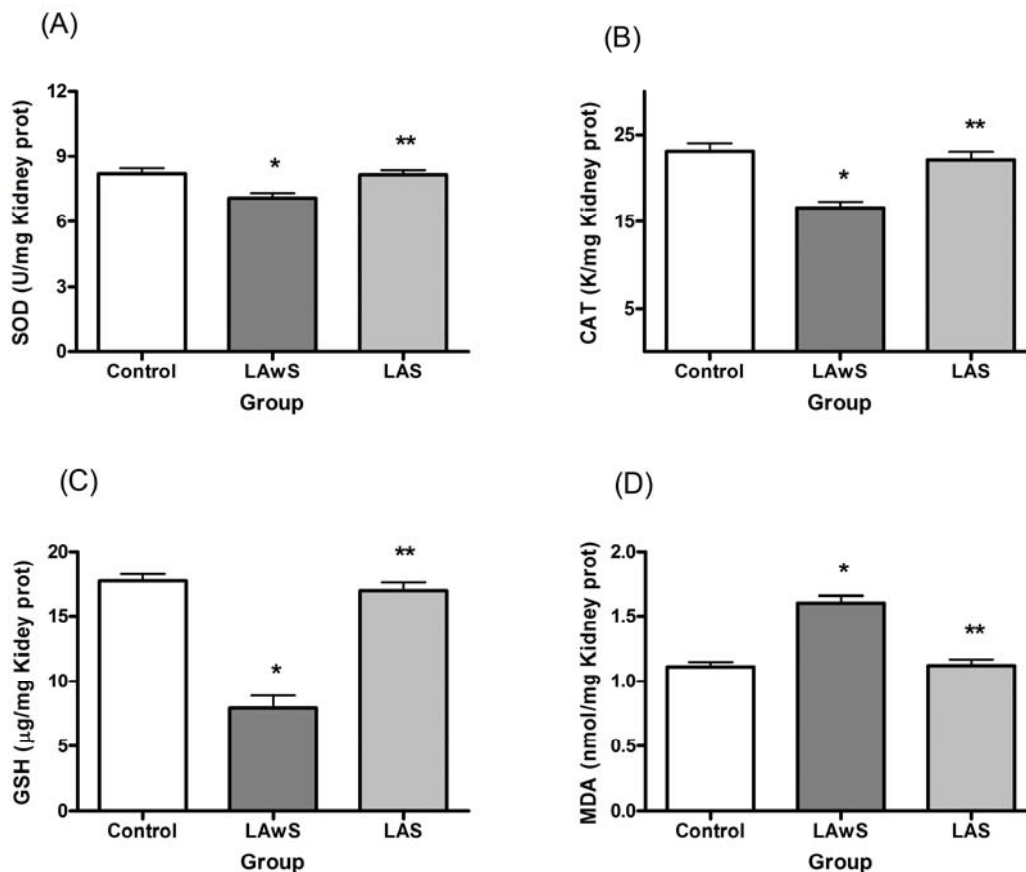 (A)
SOD (U/mg Kidney prot)
12
9
6
3
0
*
**
Control LAwS LAS
Group
(B)
CAT (K/mg Kidney prot)
25
15
5
*
**
Control LAwS LAS
Group
(C)
GSH (μg/mg Kidey prot)
20
15
10
5
0
*
**
Control LAwS LAS
Group
(D)
MDA (nmol/mg Kidney prot)
2.0
1.5
1.0
0.5
0.0
*
**
Control LAwS LAS
Group